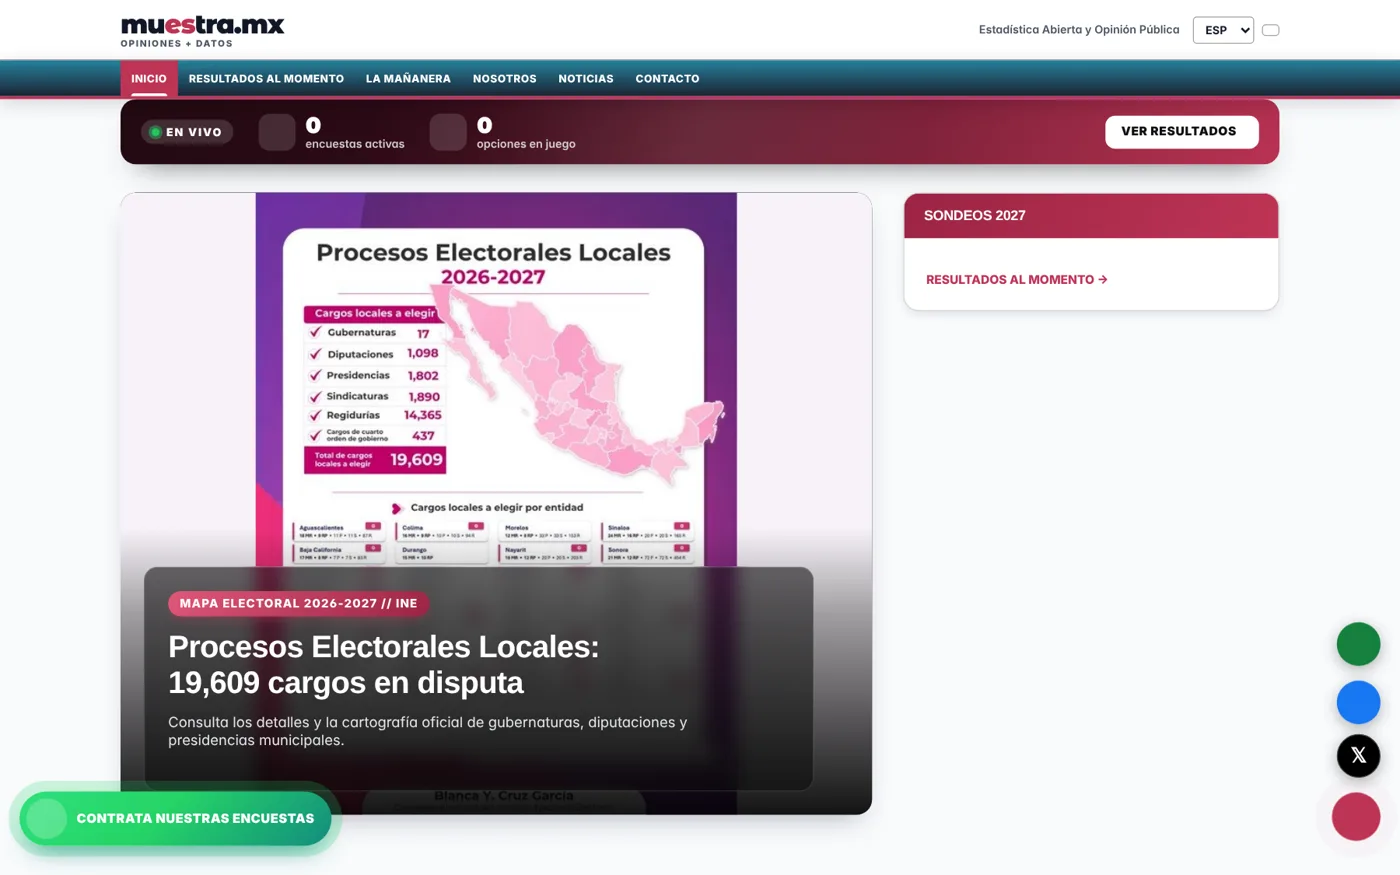 muestra.mx
OPINIONES + DATOS
Estadística Abierta y Opinión Pública
ESP
INICIO
RESULTADOS AL MOMENTO
LA MAÑANERA
NOSOTROS
NOTICIAS
CONTACTO
EN VIVO
0
encuestas activas
0
opciones en juego
VER RESULTADOS
Procesos Electorales Locales
2026-2027
Cargos locales a elegir
Gubernaturas 17
Diputaciones 1,098
Presidencias 1,802
Sindicaturas 1,890
Regidurías 14,365
Cargos de cuarto
orden de gobierno 437
Total de cargos
locales a elegir 19,609
Cargos locales a elegir por entidad
Aguascalientes
Colima
Morelos
Sinaloa
Baja California
Durango
Nayarit
Sonora
MAPA ELECTORAL 2026-2027 // INE
Procesos Electorales Locales:
19,609 cargos en disputa
Consulta los detalles y la cartografía oficial de gubernaturas, diputaciones y
presidencias municipales.
Blanca Y. Cruz García
SONDEOS 2027
RESULTADOS AL MOMENTO →
CONTRATA NUESTRAS ENCUESTAS
𝕏